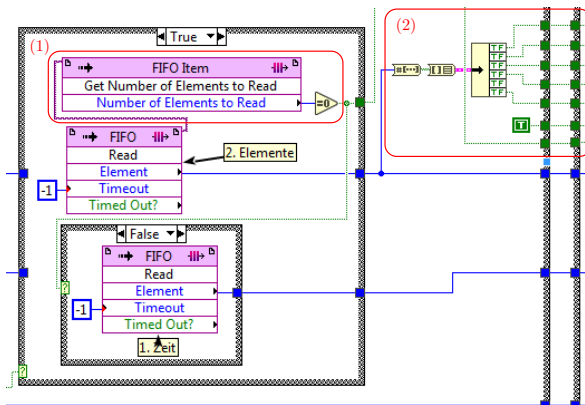 True
(1)
(2)
FIFO Item
Get Number of Elements to Read
Number of Elements to Read
=0
TF
TF
TF
TF
TF
TF
T
FIFO
Read
Element
Timeout
Timed Out?
-1
2. Elemente
False
?
FIFO
Read
Element
Timeout
Timed Out?
-1
1. Zeit
?